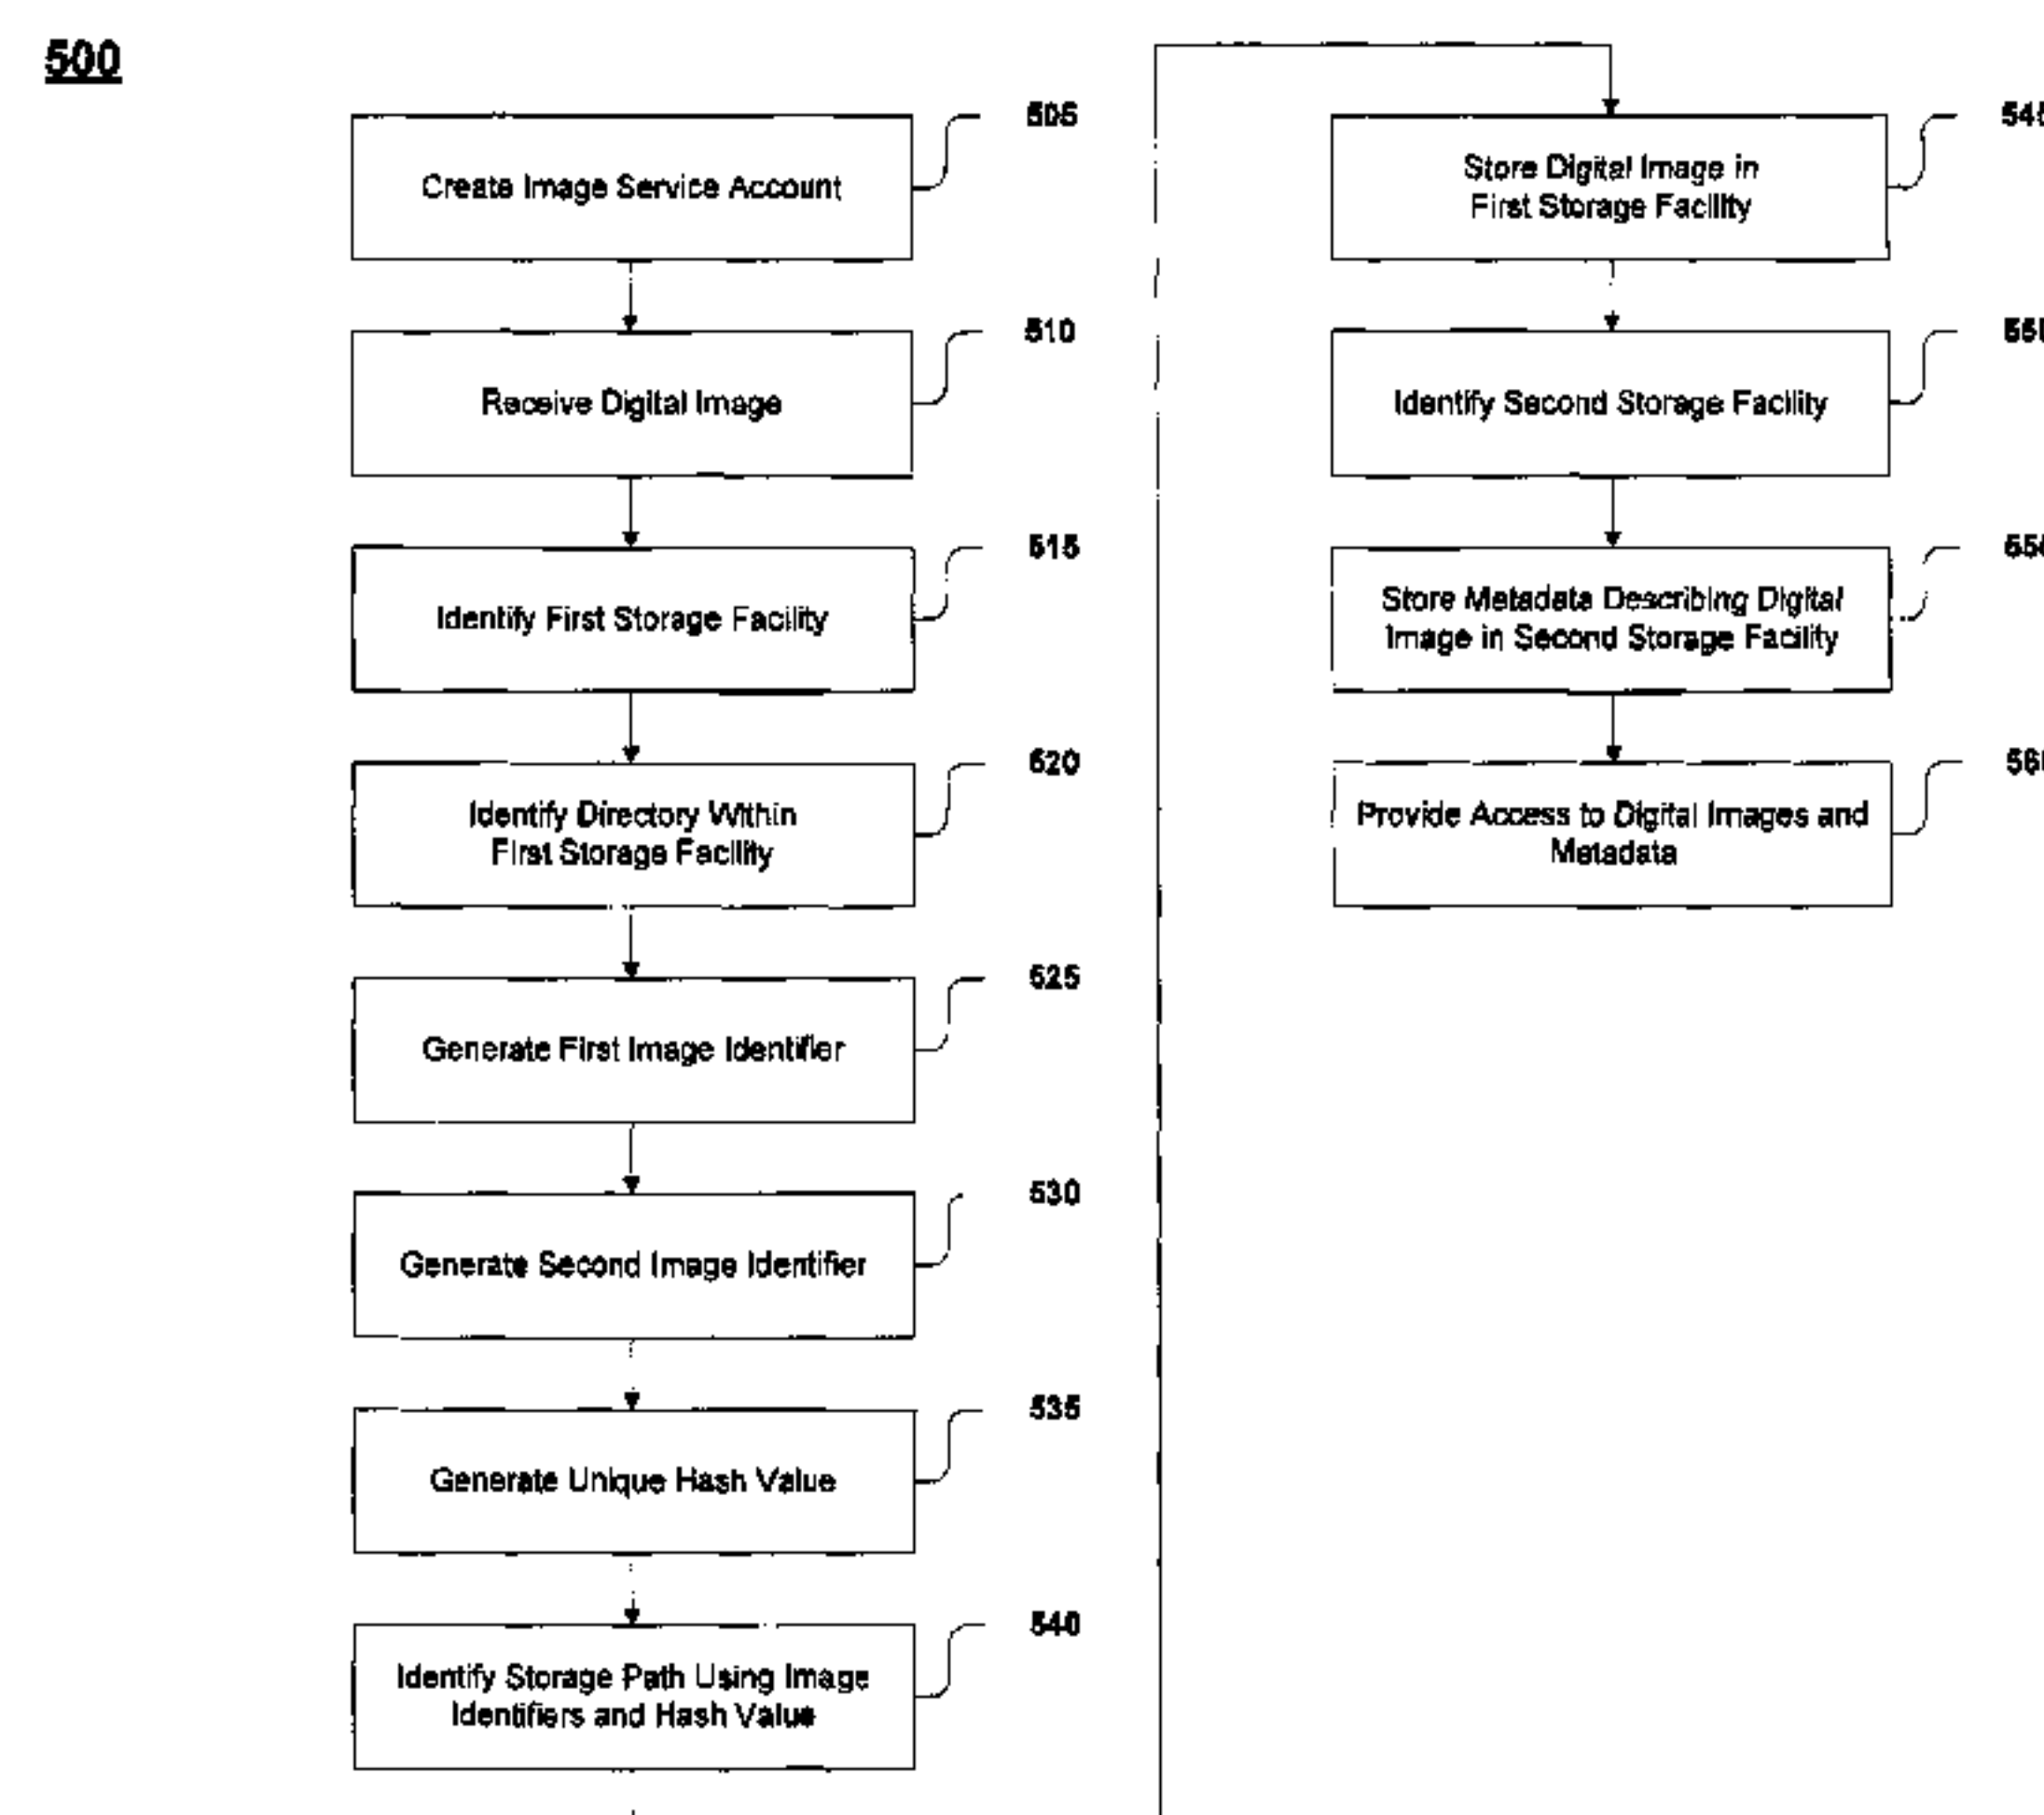 500
Create Image Service Account
505
Receive Digital Image
510
Identify First Storage Facility
515
Identify Directory Within
First Storage Facility
520
Generate First Image Identifier
525
Generate Second Image Identifier
530
Generate Unique Hash Value
535
Identify Storage Path Using Image
Identifiers and Hash Value
540
Store Digital Image in
First Storage Facility
Identify Second Storage Facility
Store Metadata Describing Digital
Image in Second Storage Facility
Provide Access to Digital Images and
Metadata